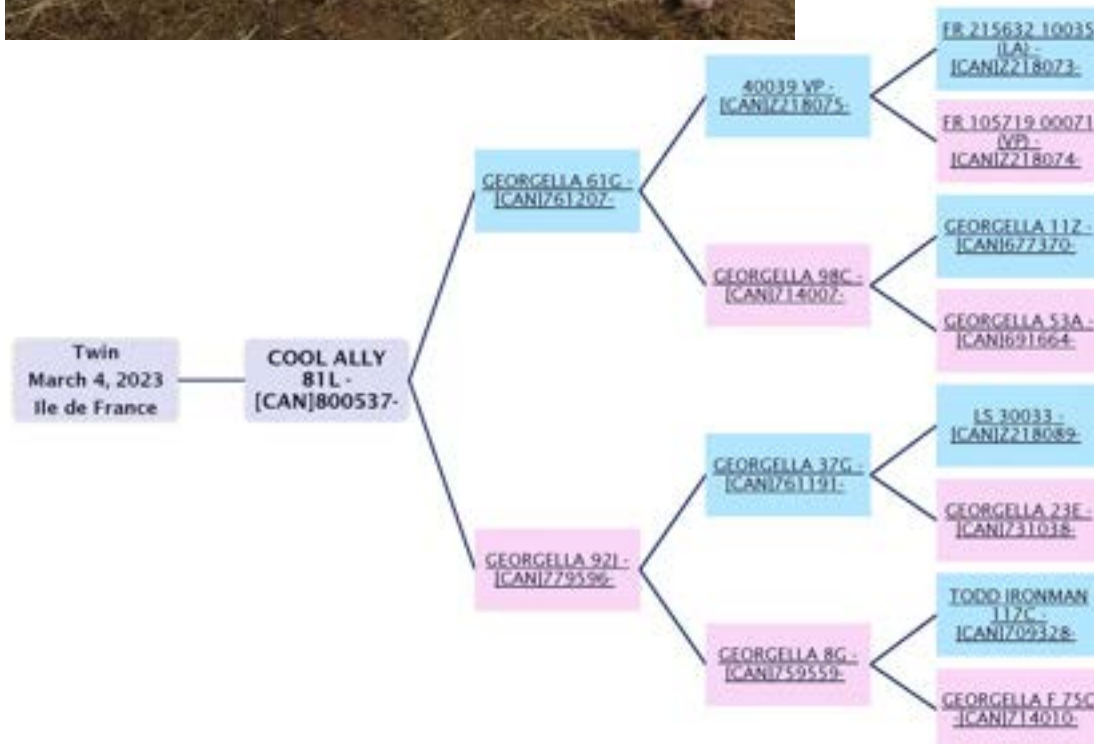 Twin
March 4, 2023
Ile de France
COOL ALLY
81L -
[CAN]800537-
GEORGELLA 61G -
[CAN]761207-
GEORGELLA 92J -
[CAN]779596-
40039 VP -
[CAN]Z218075-
GEORGELLA 98C -
[CAN]714007-
GEORGELLA 37G -
[CAN]761191-
GEORGELLA 8G -
[CAN]759559-
FR 215632 10035
(LA) -
[CAN]Z218073-
FR 105719 00071
(VP) -
[CAN]Z218074-
GEORGELLA 11Z -
[CAN]677370-
GEORGELLA 53A -
[CAN]691664-
LS 30033 -
[CAN]Z218089-
GEORGELLA 23E -
[CAN]731038-
TODD IRONMAN
117C -
[CAN]709328-
GEORGELLA F 75C
-[CAN]714010-